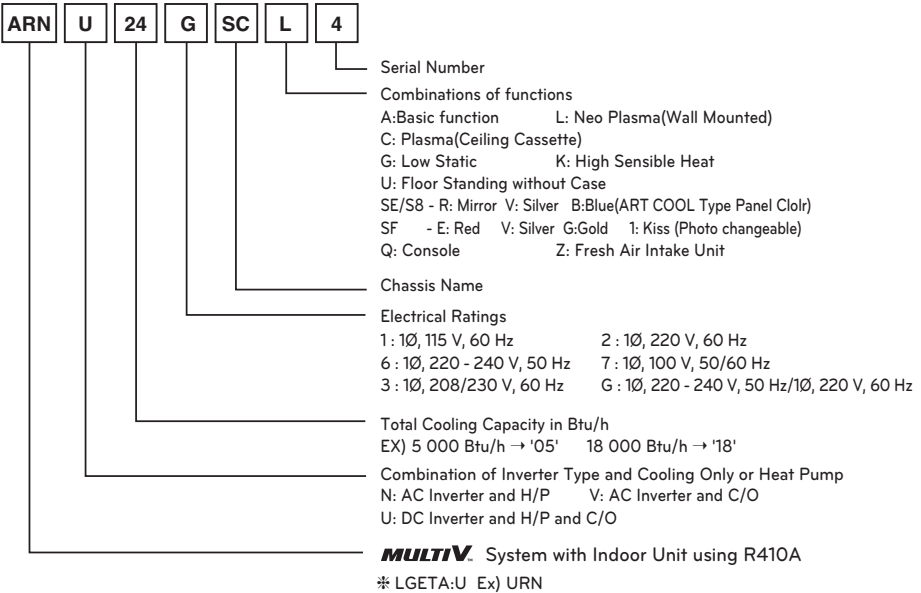 ARN U 24 G SC L 4
Serial Number
Combinations of functions
A:Basic function L: Neo Plasma(Wall Mounted)
C: Plasma(Ceiling Cassette)
G: Low Static K: High Sensible Heat
U: Floor Standing without Case
SE/S8 - R: Mirror V: Silver B:Blue(ART COOL Type Panel Clolr)
SF - E: Red V: Silver G:Gold 1: Kiss (Photo changeable)
Q: Console Z: Fresh Air Intake Unit
Chassis Name
Electrical Ratings
1 : 1Ø, 115 V, 60 Hz 2 : 1Ø, 220 V, 60 Hz
6 : 1Ø, 220 - 240 V, 50 Hz 7 : 1Ø, 100 V, 50/60 Hz
3 : 1Ø, 208/230 V, 60 Hz G : 1Ø, 220 - 240 V, 50 Hz/1Ø, 220 V, 60 Hz
Total Cooling Capacity in Btu/h
EX) 5 000 Btu/h → '05' 18 000 Btu/h → '18'
Combination of Inverter Type and Cooling Only or Heat Pump
N: AC Inverter and H/P V: AC Inverter and C/O
U: DC Inverter and H/P and C/O
MULTI V. System with Indoor Unit using R410A
❈ LGETA:U Ex) URN